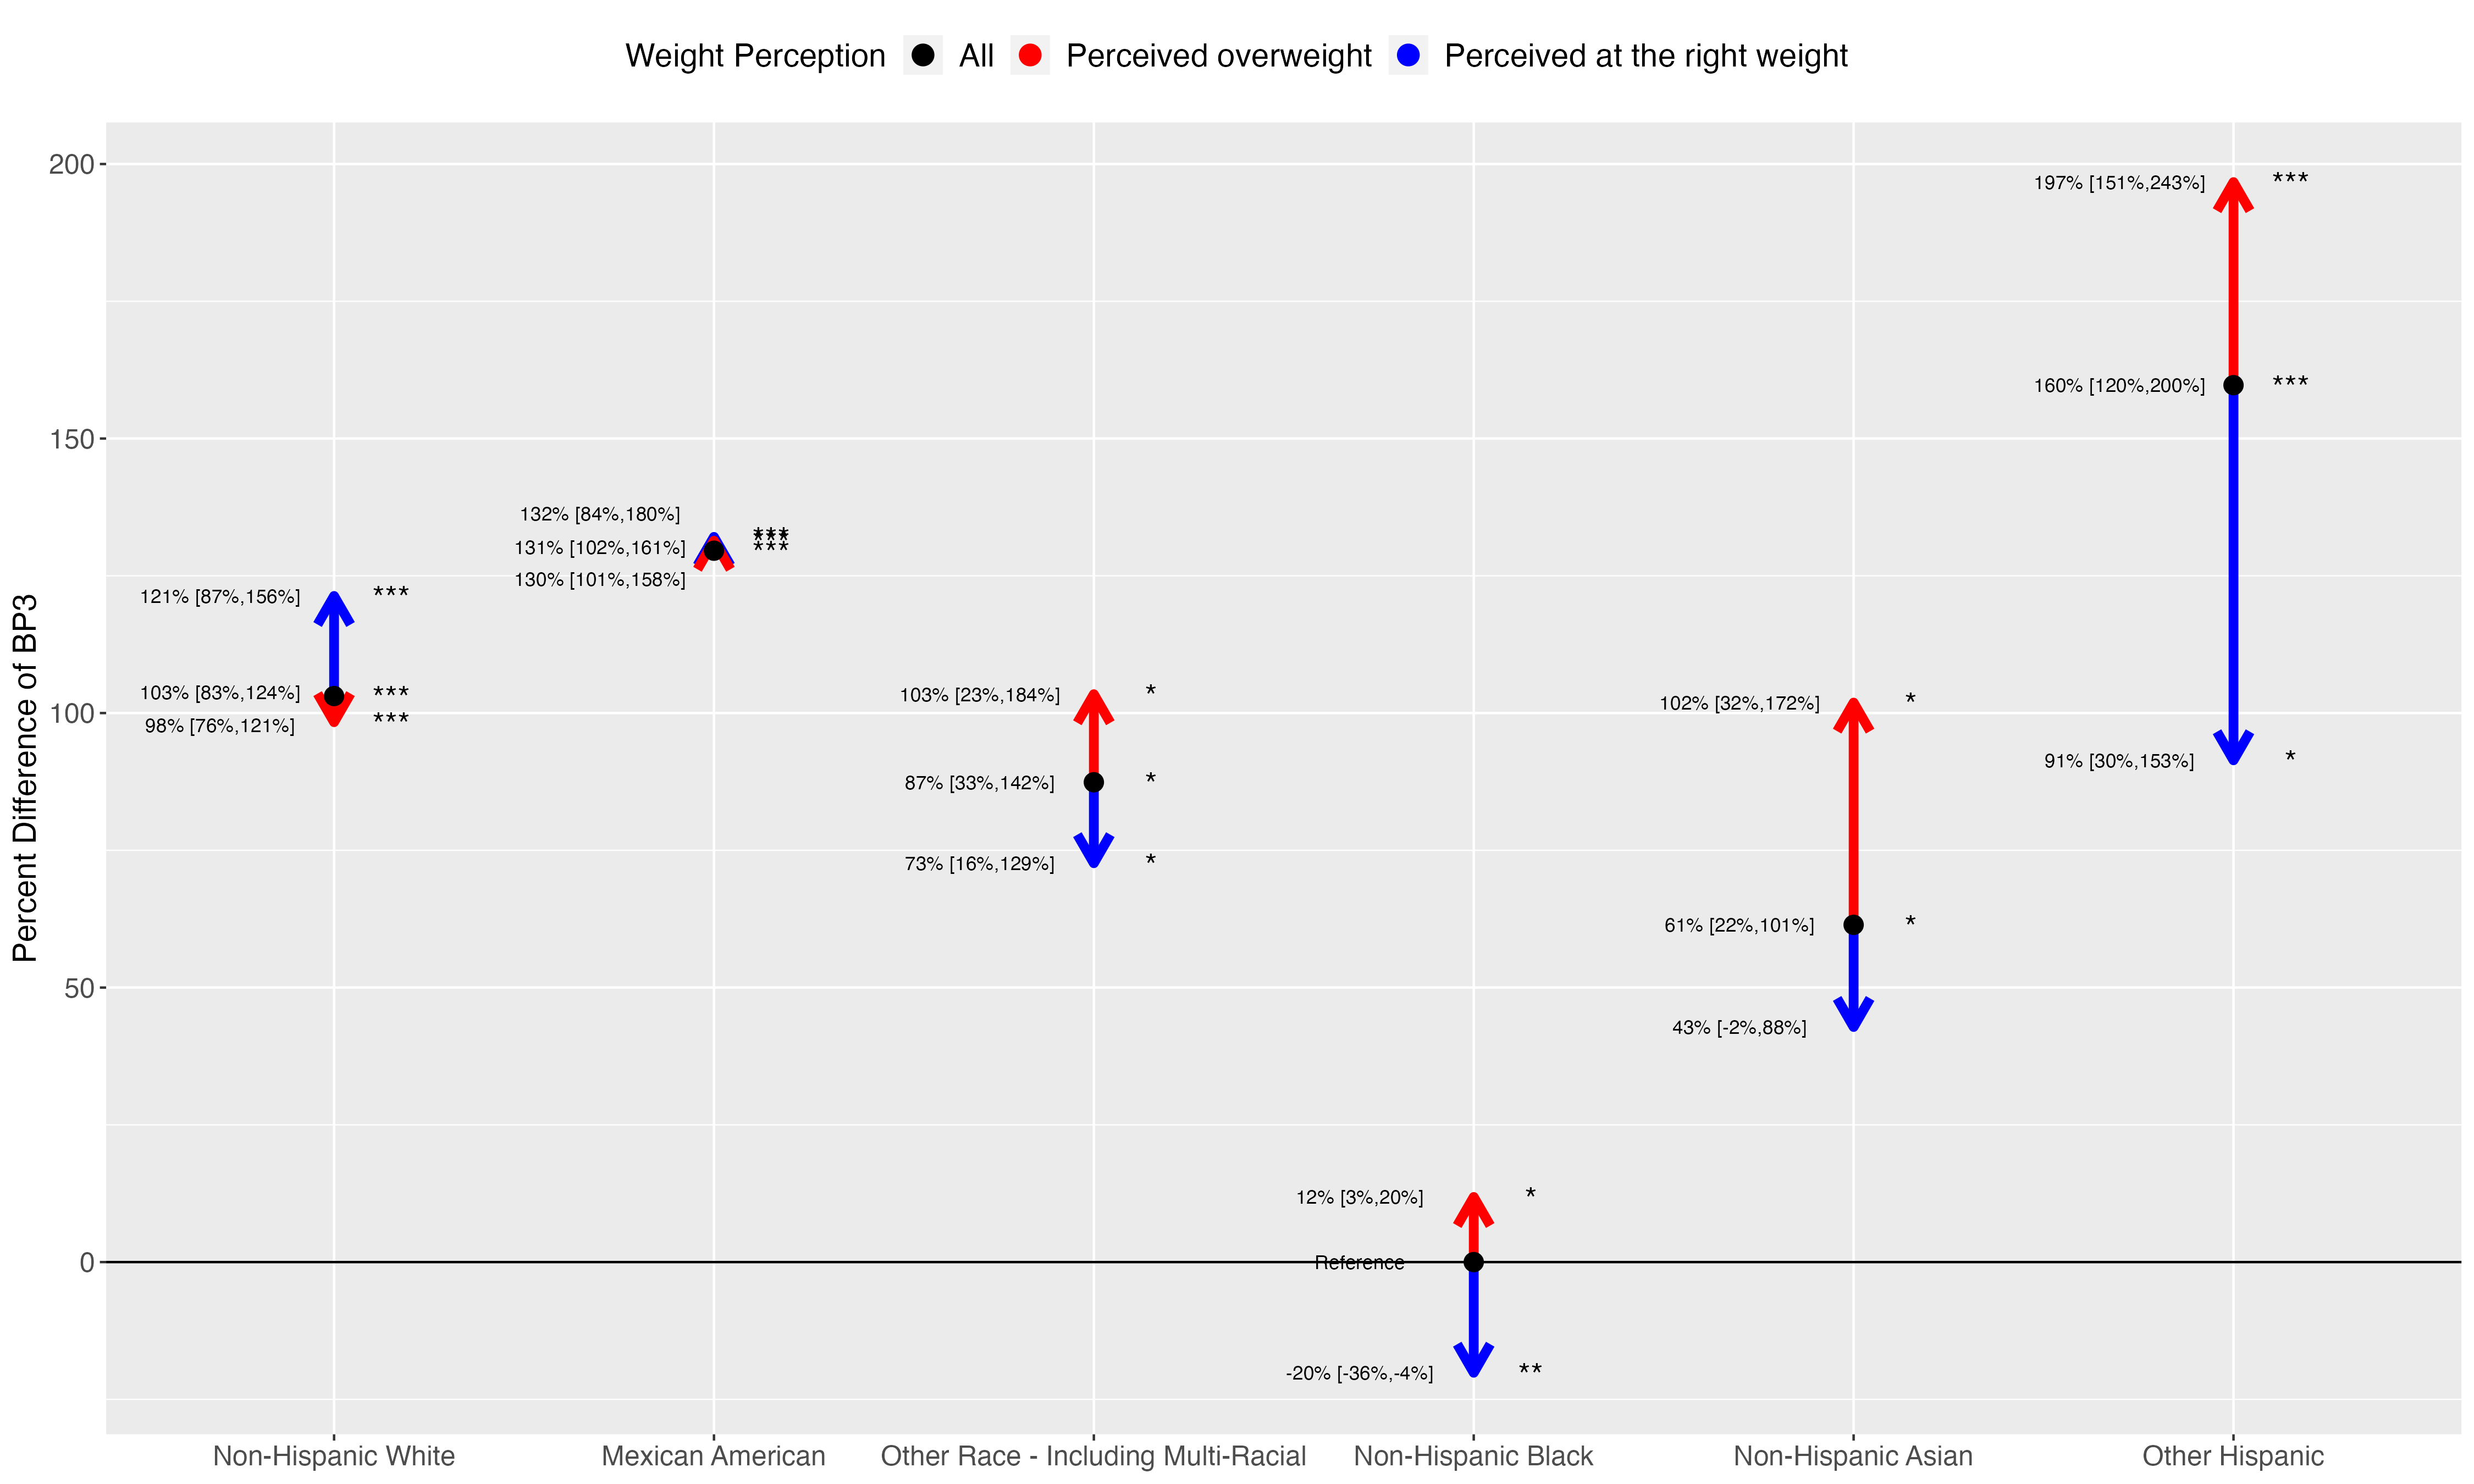 Weight Perception All Perceived overweight Perceived at the right weight
Percent Difference of BP3
200
150
100
50
0
197% [151%,243%] ***
160% [120%,200%] ***
132% [84%,180%] ***
131% [102%,161%] ***
130% [101%,158%] ***
121% [87%,156%] ***
103% [83%,124%] ***
98% [76%,121%] ***
103% [23%,184%] *
87% [33%,142%] *
73% [16%,129%] *
102% [32%,172%] *
61% [22%,101%] *
43% [-2%,88%]
91% [30%,153%] *
12% [3%,20%] *
Reference
-20% [-36%,-4%] **
Non-Hispanic White
Mexican American
Other Race - Including Multi-Racial
Non-Hispanic Black
Non-Hispanic Asian
Other Hispanic